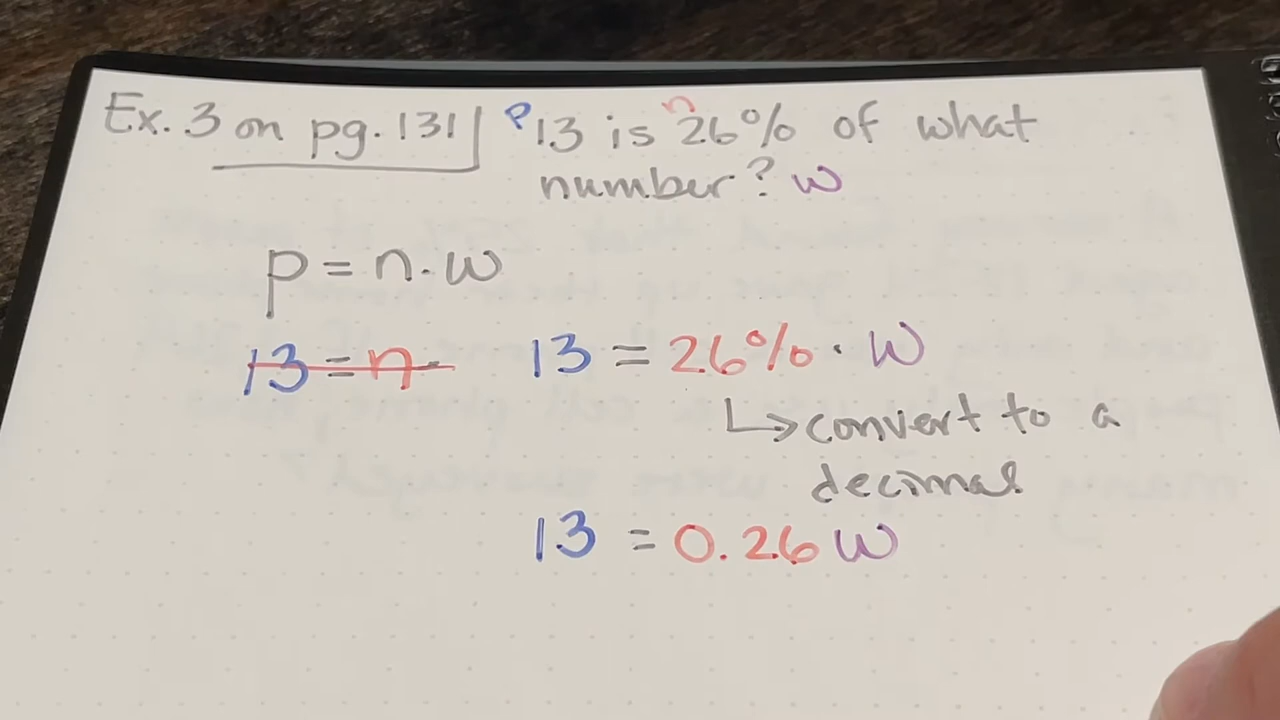 Ex. 3 on pg. 131 P 13 is n 26% of what
number? w
p = n · w
13 = n · 13 = 26% · w
↳ convert to a
decimal
13 = 0.26 w